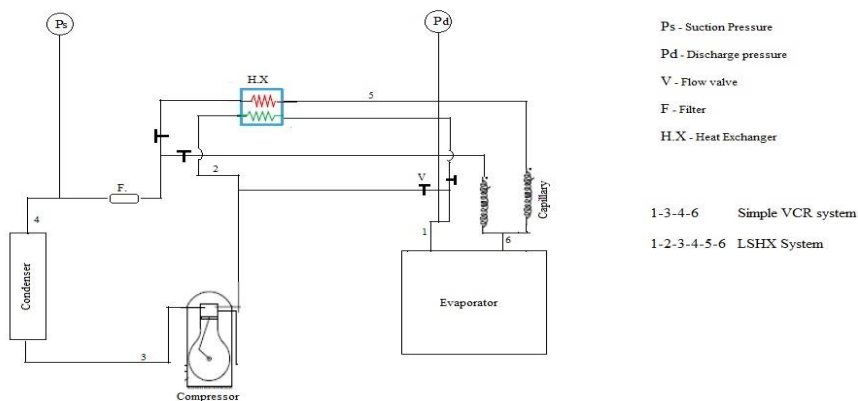 Ps
Pd
Ps - Suction Pressure
Pd - Discharge pressure
V - Flow valve
F - Filter
H.X - Heat Exchanger
H.X
5
F.
2
V
Capillary
4
1
6
1-3-4-6 Simple VCR system
1-2-3-4-5-6 LSHX System
Condenser
Evaporator
3
Compressor